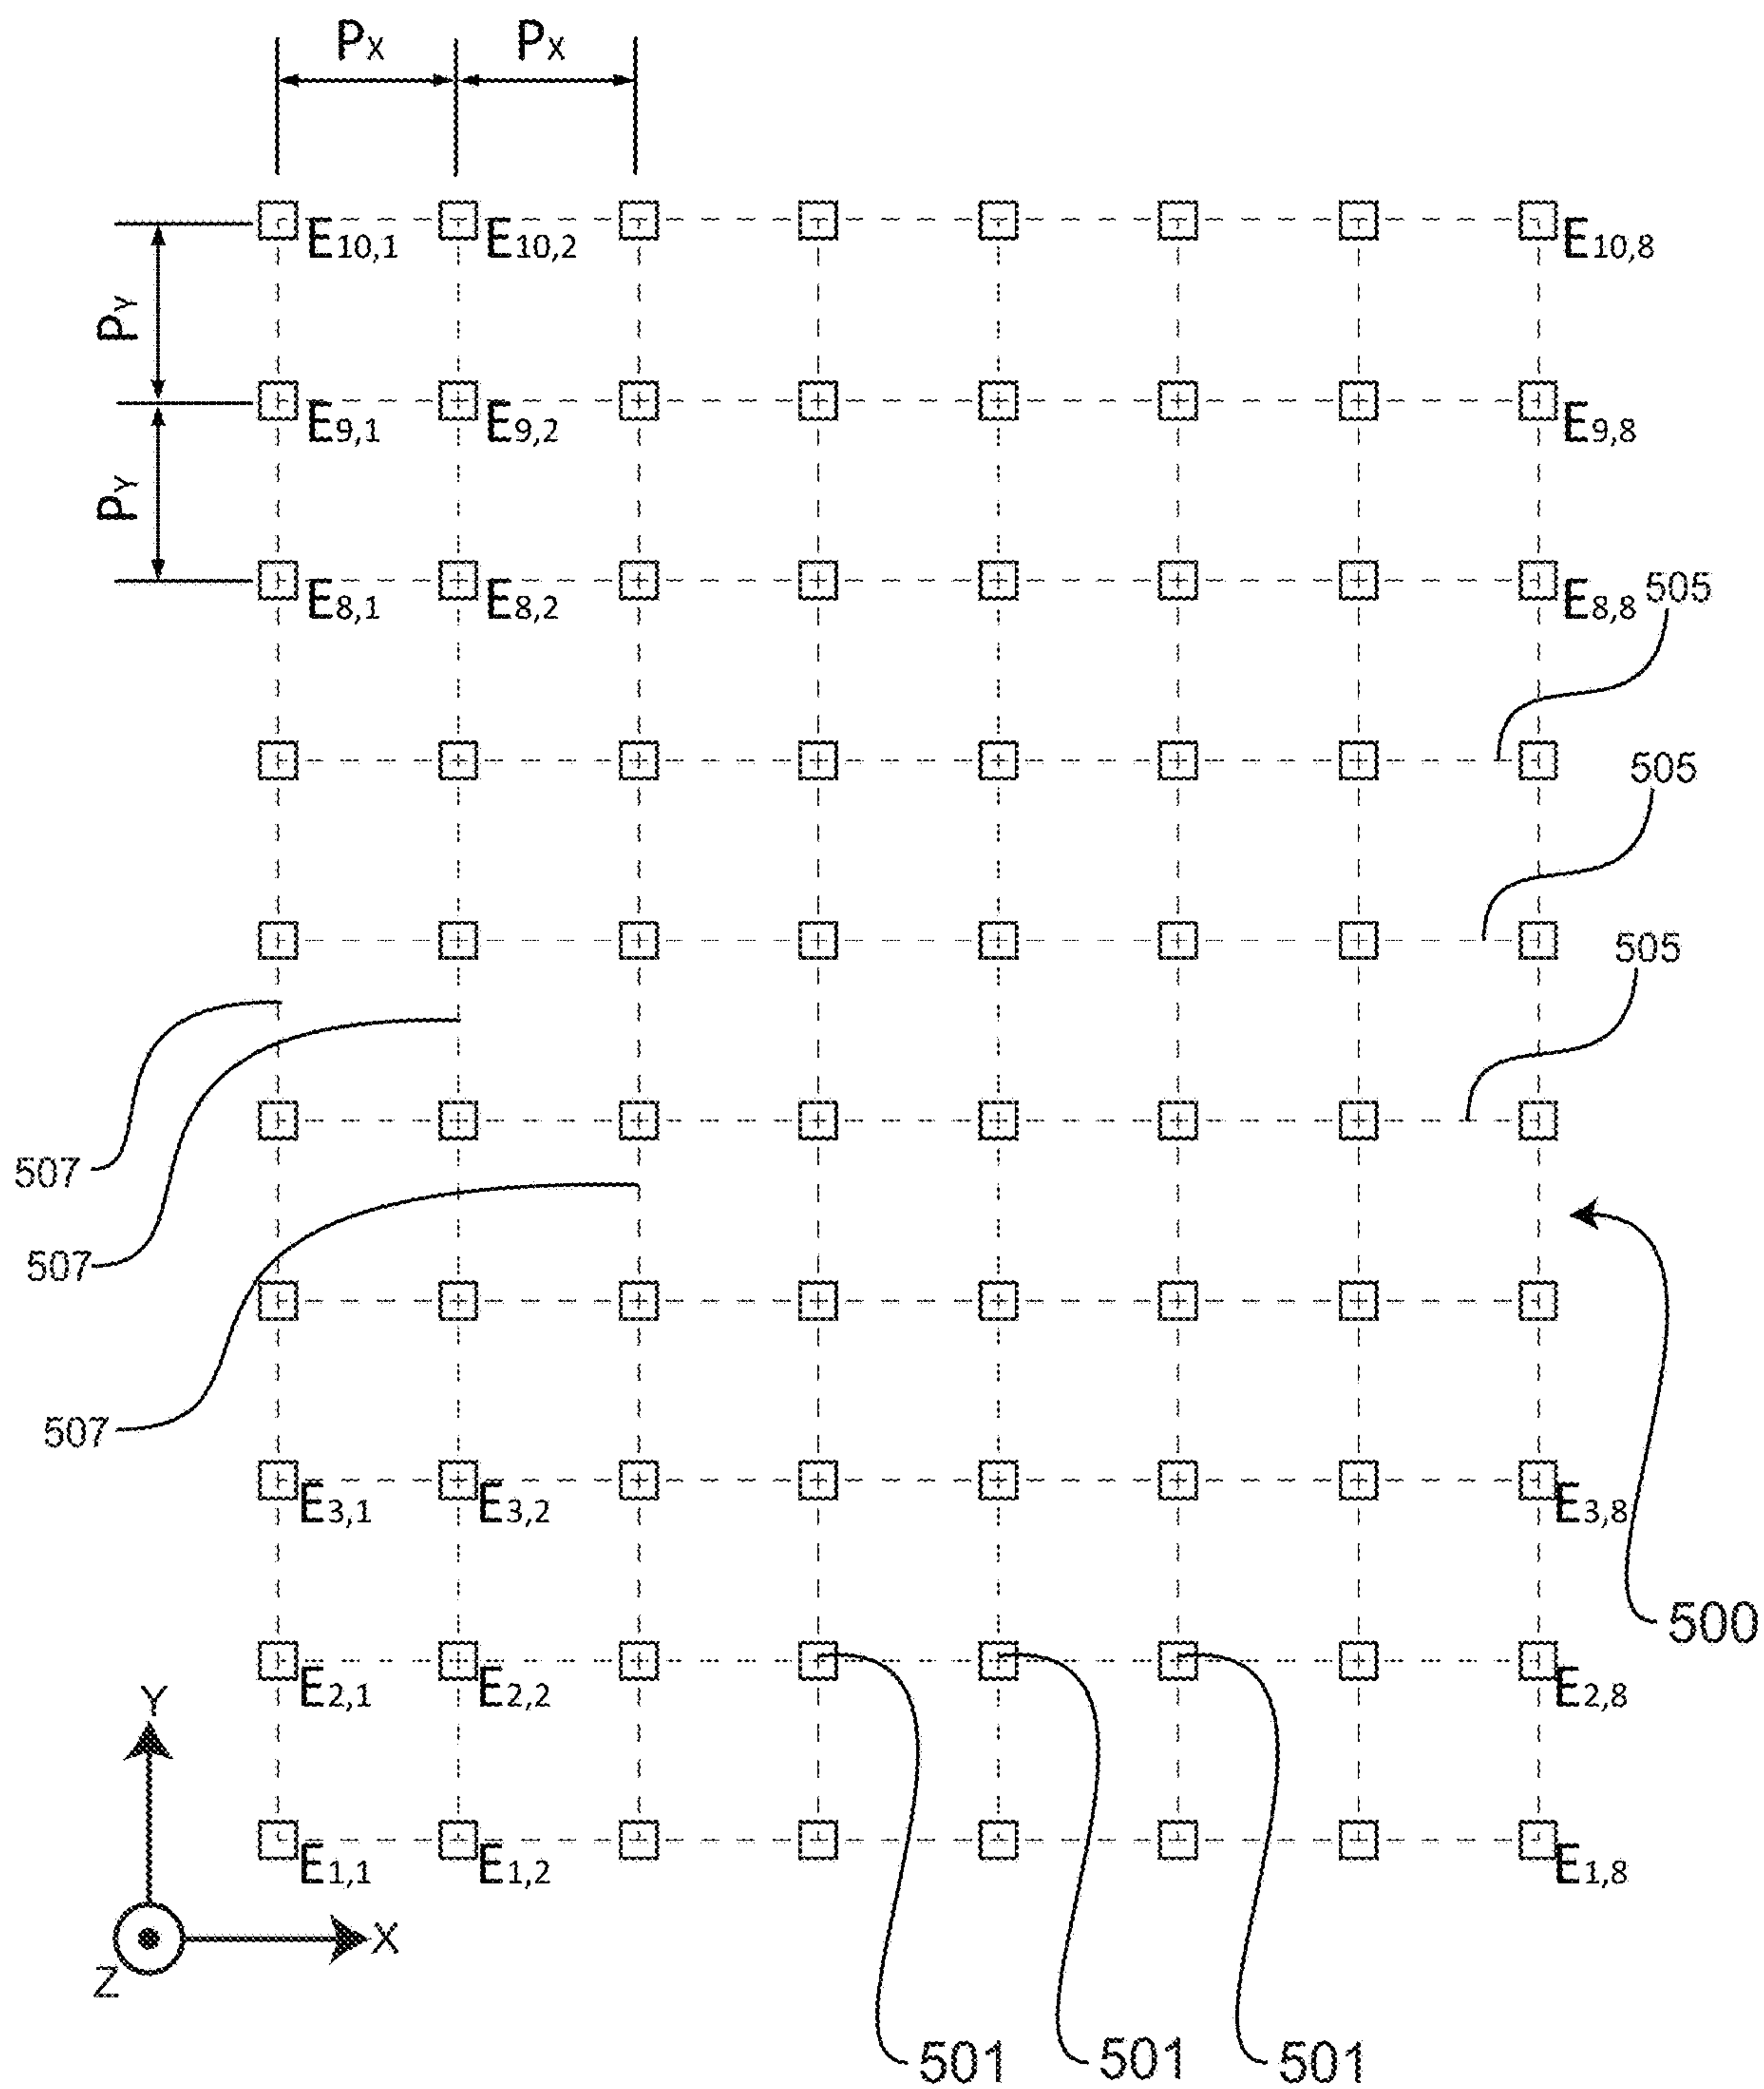 PX PX
E10,1 E10,2 E10,8
PY
E9,1 E9,2 E9,8
PY
E8,1 E8,2 E8,8
505
505
505
507
507
507
E3,1 E3,2 E3,8
500
E2,1 E2,2 E2,8
Y
E1,1 E1,2 E1,8
X
Z
501 501 501